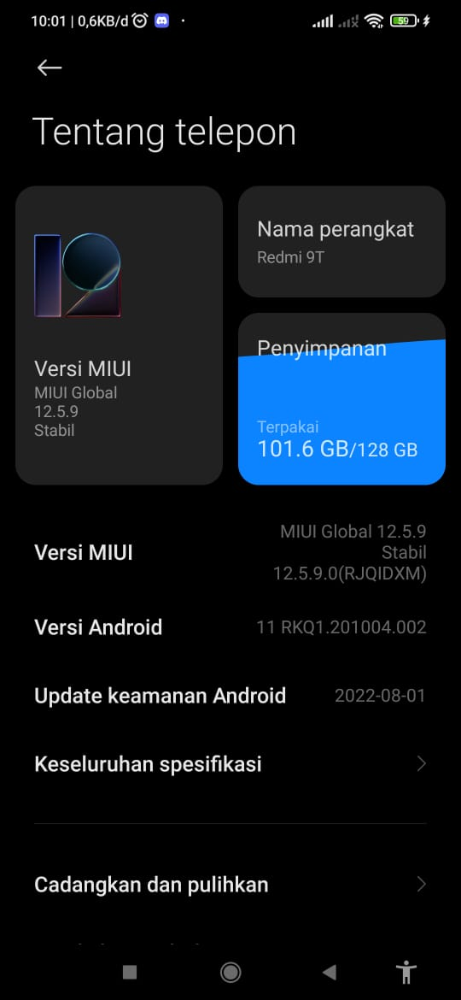 10:01 | 0,6KB/d
59
Tentang telepon
12
Versi MIUI
MIUI Global
12.5.9
Stabil
Nama perangkat
Redmi 9T
Penyimpanan
Terpakai
101.6 GB/128 GB
Versi MIUI
MIUI Global 12.5.9
Stabil
12.5.9.0(RJQIDXM)
Versi Android
11 RKQ1.201004.002
Update keamanan Android
2022-08-01
Keseluruhan spesifikasi
Cadangkan dan pulihkan